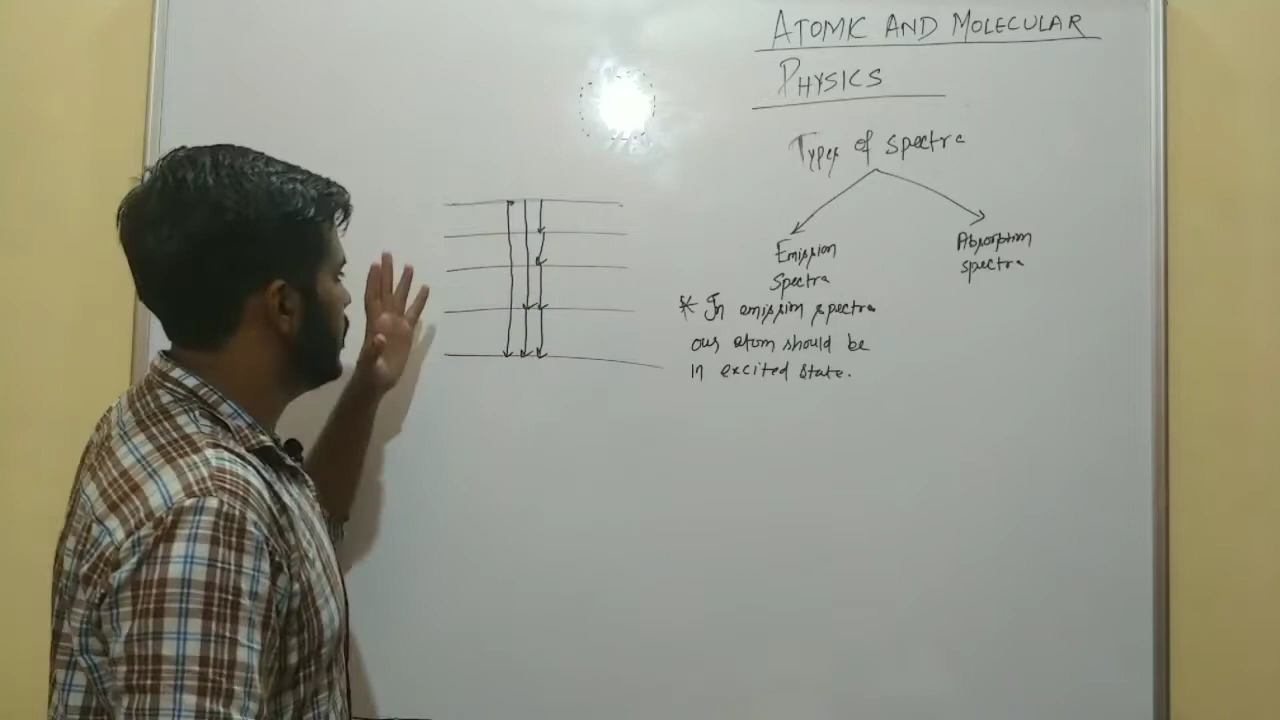 ATOMIC AND MOLECULAR
PHYSICS
Types of spectra
Emission
Spectra
Absorption
spectra
* In emission spectra
our atom should be
in excited state.